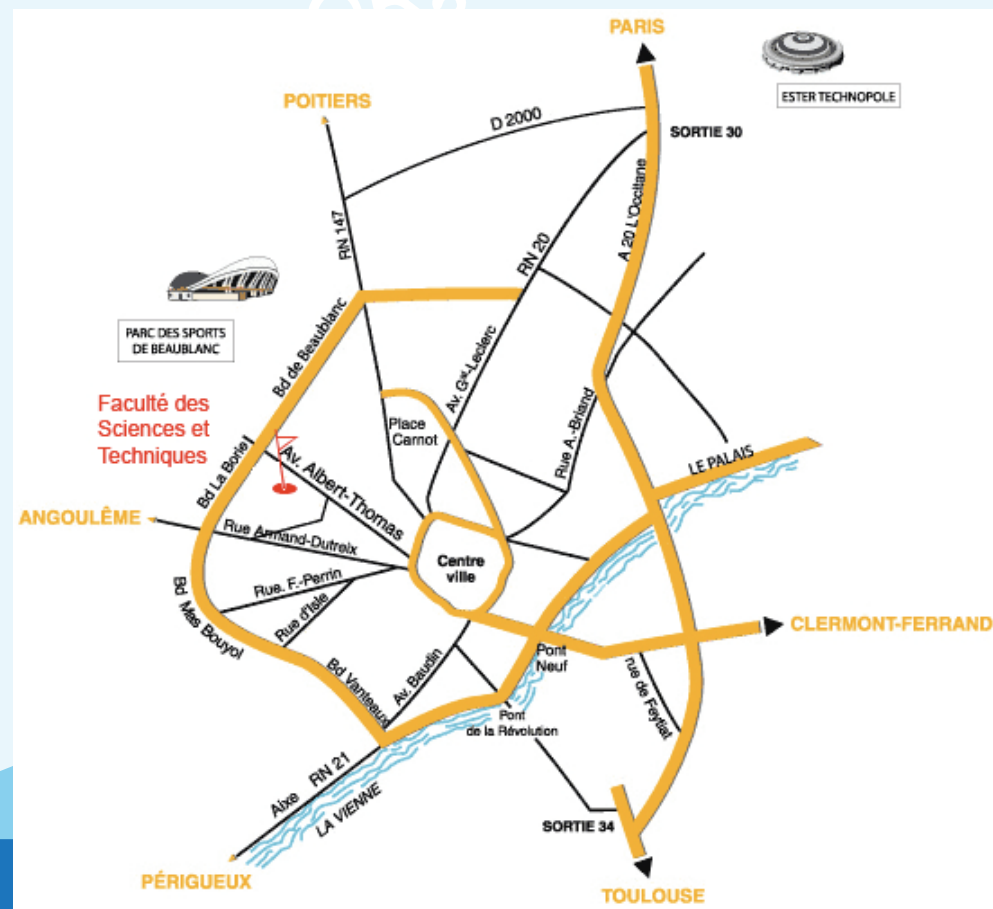 PARIS
ESTER TECHNOPOLE
POITIERS
D 2000
SORTIE 30
RN 147
RN 20
A 20 L'Occitane
PARC DES SPORTS
DE BEAUBLANC
Bd de Beaublanc
Av. Gal-Leclerc
Faculté des
Sciences et
Techniques
Place
Carnot
Rue A.-Briand
LE PALAIS
Bd La Borie
Av. Albert-Thomas
ANGOULÊME
Rue Armand-Dutreix
Centre
ville
Rue. F.-Perrin
Bd Mas Bouyol
Rue d'Isle
CLERMONT-FERRAND
Pont
Neuf
Bd Vanteaux
Av. Baudin
rue de Feytiat
Pont
de la Révolution
Aixe RN 21
LA VIENNE
SORTIE 34
PÉRIGUEUX
TOULOUSE